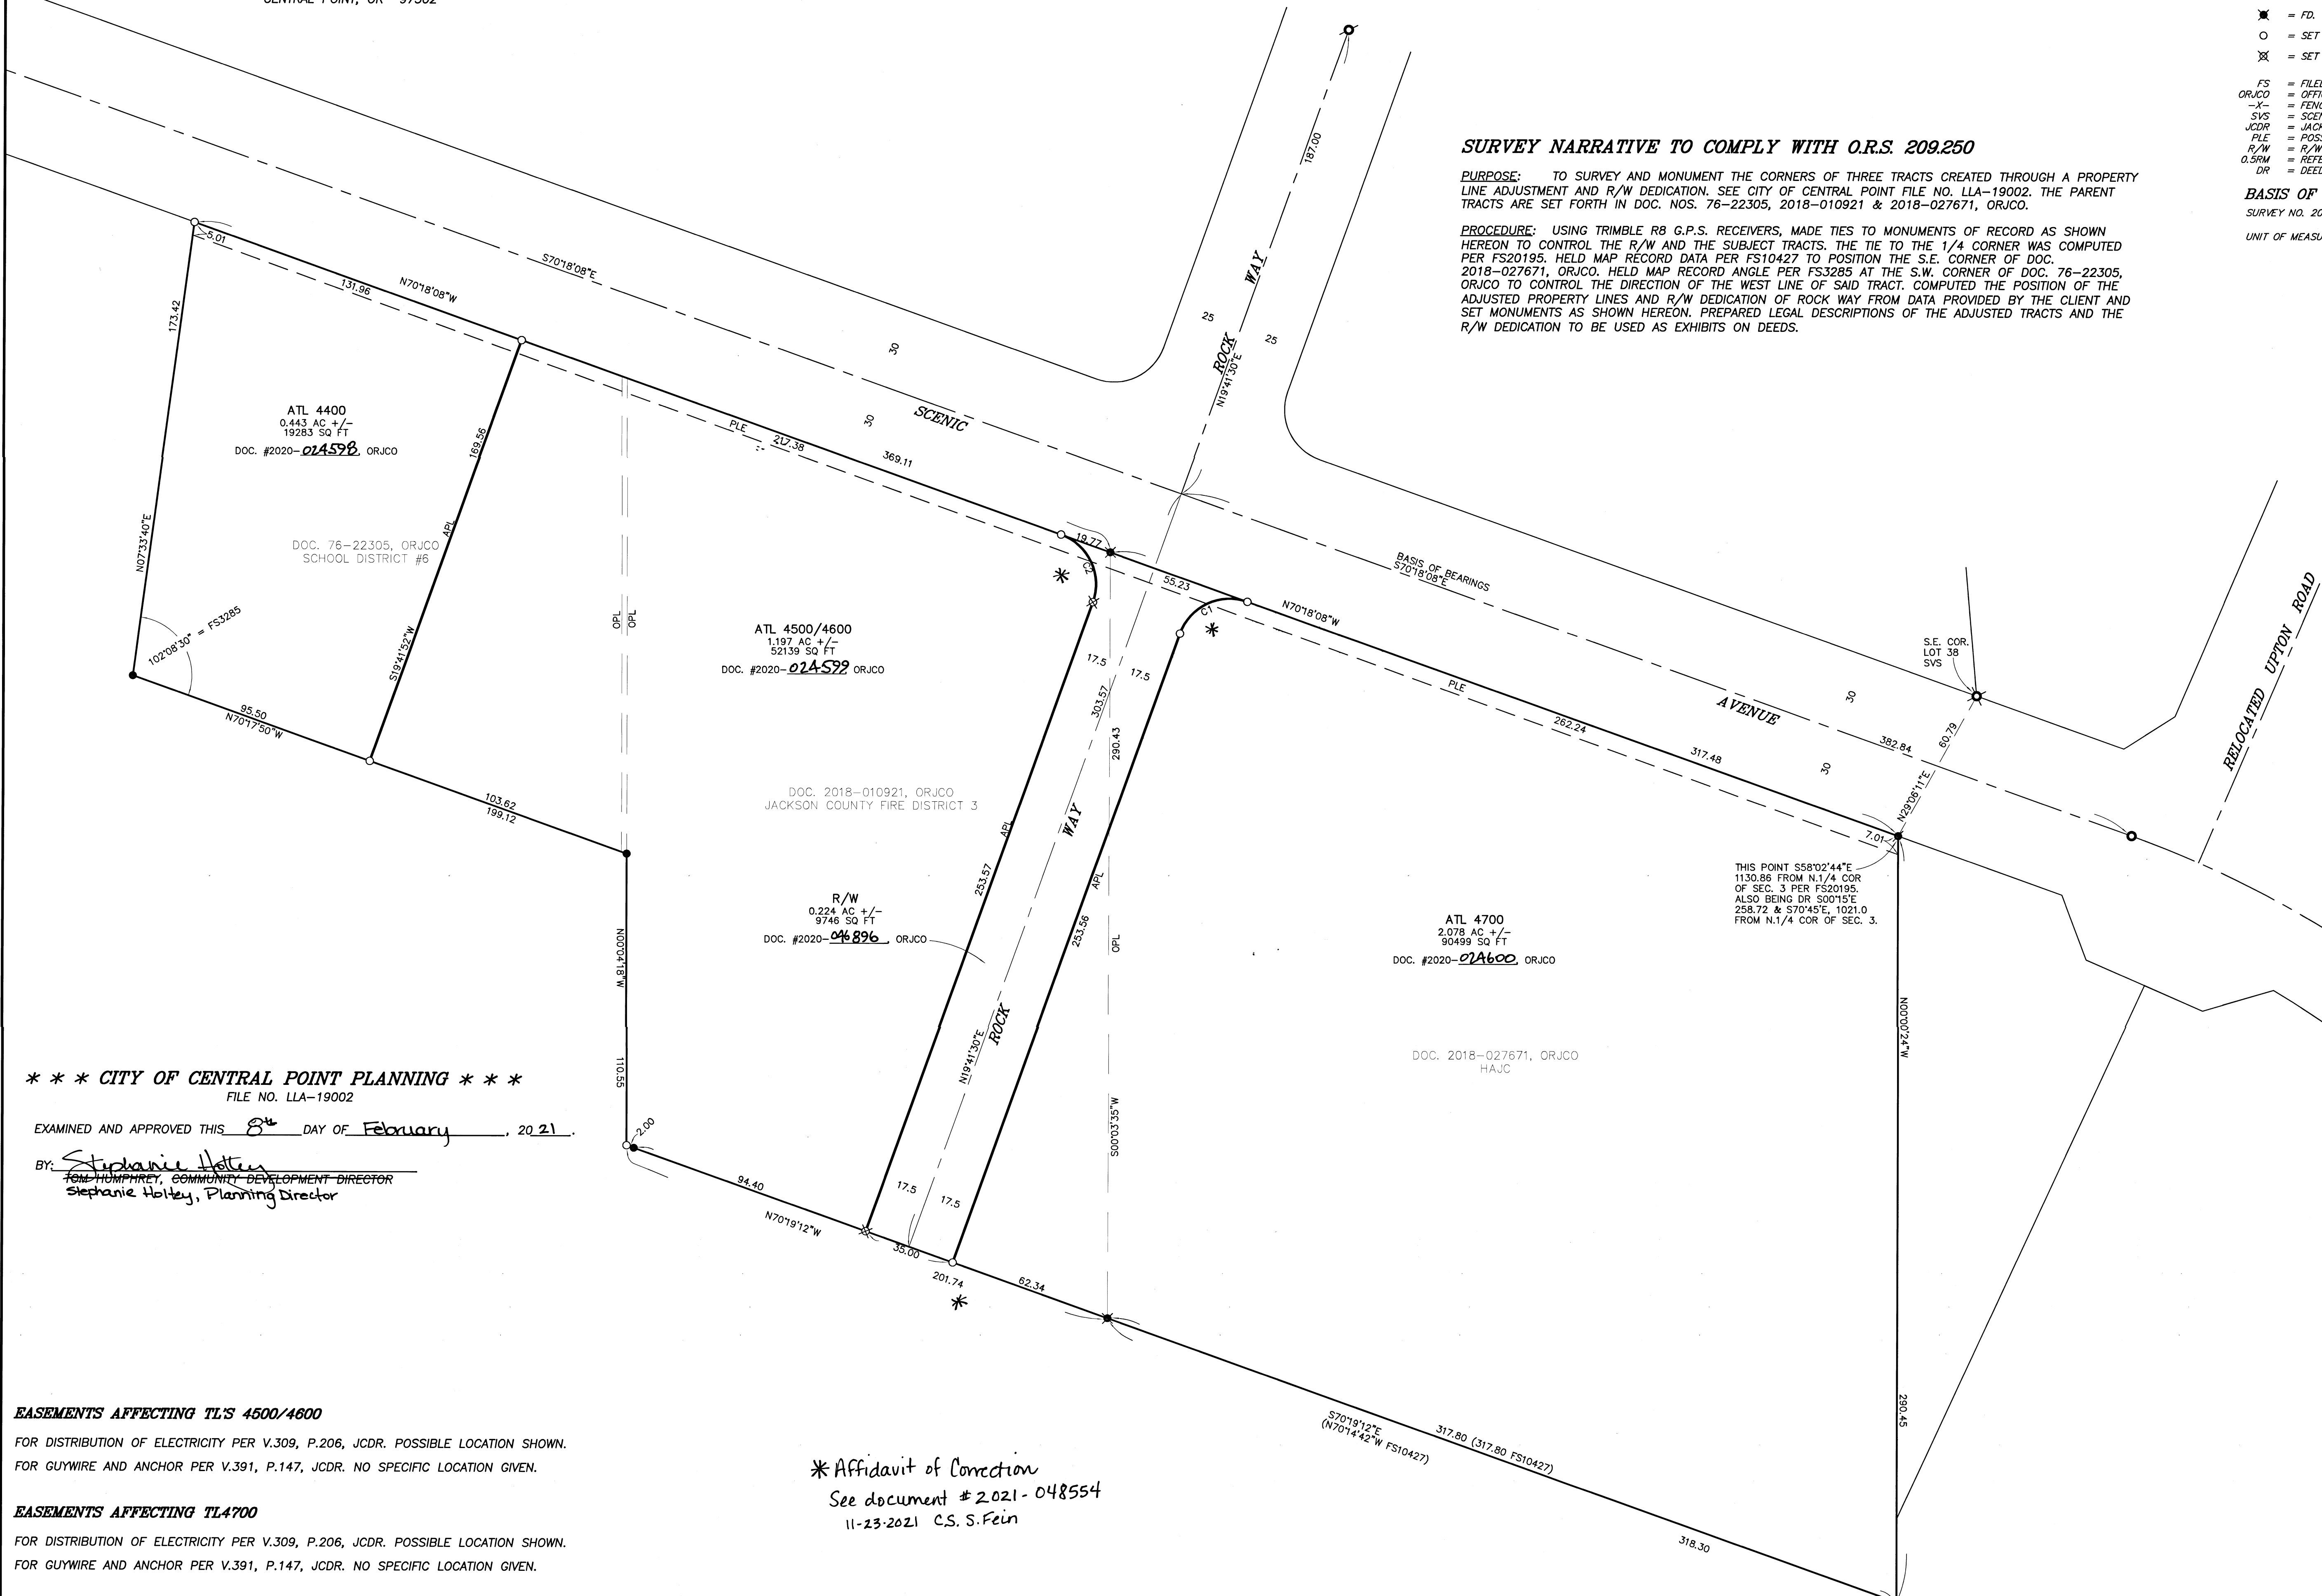 CENTRAL POINT, OR 97502
= FD.
= SET
= SET
FS = FILE
ORJCO = OFFI
-X- = FEN
SVS = SCEN
JCDR = JACK
PLE = POSS
R/W = R/W
0.5RM = REFE
DR = DEED
BASIS OF
SURVEY NO. 20
UNIT OF MEASU
SURVEY NARRATIVE TO COMPLY WITH O.R.S. 209.250
PURPOSE: TO SURVEY AND MONUMENT THE CORNERS OF THREE TRACTS CREATED THROUGH A PROPERTY
LINE ADJUSTMENT AND R/W DEDICATION. SEE CITY OF CENTRAL POINT FILE NO. LLA-19002. THE PARENT
TRACTS ARE SET FORTH IN DOC. NOS. 76-22305, 2018-010921 & 2018-027671, ORJCO.
PROCEDURE: USING TRIMBLE R8 G.P.S. RECEIVERS, MADE TIES TO MONUMENTS OF RECORD AS SHOWN
HEREON TO CONTROL THE R/W AND THE SUBJECT TRACTS. THE TIE TO THE 1/4 CORNER WAS COMPUTED
PER FS20195. HELD MAP RECORD DATA PER FS10427 TO POSITION THE S.E. CORNER OF DOC.
2018-027671, ORJCO. HELD MAP RECORD ANGLE PER FS3285 AT THE S.W. CORNER OF DOC. 76-22305,
ORJCO TO CONTROL THE DIRECTION OF THE WEST LINE OF SAID TRACT. COMPUTED THE POSITION OF THE
ADJUSTED PROPERTY LINES AND R/W DEDICATION OF ROCK WAY FROM DATA PROVIDED BY THE CLIENT AND
SET MONUMENTS AS SHOWN HEREON. PREPARED LEGAL DESCRIPTIONS OF THE ADJUSTED TRACTS AND THE
R/W DEDICATION TO BE USED AS EXHIBITS ON DEEDS.
187.00
ROCK WAY
N19°41'30"E
25
25
S70°18'08"E
30
30
SCENIC
5.01
131.96
N70°18'08"W
173.42
N07°33'40"E
102°08'30" = FS3285
ATL 4400
0.443 AC +/-
19283 SQ FT
DOC. #2020-024598, ORJCO
DOC. 76-22305, ORJCO
SCHOOL DISTRICT #6
169.56
APL
S19°41'52"W
95.50
N70°17'50"W
103.62
199.12
OPL
OPL
PLE
217.38
369.11
19.77
C2
*
55.23
C1
*
N70°18'08"W
BASIS OF BEARINGS
S70°18'08"E
ATL 4500/4600
1.197 AC +/-
52139 SQ FT
DOC. #2020-024599, ORJCO
17.5
17.5
303.57
290.43
PLE
262.24
317.48
AVENUE
30
30
382.84
S.E. COR.
LOT 38
SVS
60.79
N29°06'11"E
7.01
RELOCATED UPTON ROAD
DOC. 2018-010921, ORJCO
JACKSON COUNTY FIRE DISTRICT 3
APL
253.57
WAY
APL
253.56
OPL
THIS POINT S58°02'44"E
1130.86 FROM N.1/4 COR
OF SEC. 3 PER FS20195.
ALSO BEING DR S00°15'E
258.72 & S70°45'E, 1021.0
FROM N.1/4 COR OF SEC. 3.
R/W
0.224 AC +/-
9746 SQ FT
DOC. #2020-046896, ORJCO
ATL 4700
2.078 AC +/-
90499 SQ FT
DOC. #2020-024600, ORJCO
N00°04'18"W
110.55
2.00
ROCK
N19°41'30"E
S00°03'35"W
DOC. 2018-027671, ORJCO
HAJC
N00°00'24"W
290.45
* * * CITY OF CENTRAL POINT PLANNING * * *
FILE NO. LLA-19002
EXAMINED AND APPROVED THIS 8th DAY OF February, 2021.
BY: Stephanie Holtey
TOM HUMPHREY, COMMUNITY DEVELOPMENT DIRECTOR
Stephanie Holtey, Planning Director
94.40
N70°19'12"W
17.5
17.5
35.00
201.74
*
62.34
S70°19'12"E
(N70°14'42"W FS10427)
317.80 (317.80 FS10427)
318.30
EASEMENTS AFFECTING TL'S 4500/4600
FOR DISTRIBUTION OF ELECTRICITY PER V.309, P.206, JCDR. POSSIBLE LOCATION SHOWN.
FOR GUYWIRE AND ANCHOR PER V.391, P.147, JCDR. NO SPECIFIC LOCATION GIVEN.
EASEMENTS AFFECTING TL4700
FOR DISTRIBUTION OF ELECTRICITY PER V.309, P.206, JCDR. POSSIBLE LOCATION SHOWN.
FOR GUYWIRE AND ANCHOR PER V.391, P.147, JCDR. NO SPECIFIC LOCATION GIVEN.
* Affidavit of Correction
See document # 2021-048554
11-23-2021 C.S. S.Fein